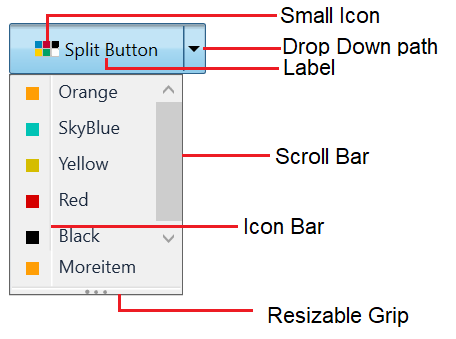 Small Icon
Split Button
Drop Down path
Label
Orange
SkyBlue
Yellow
Scroll Bar
Red
Icon Bar
Black
Moreitem
Resizable Grip